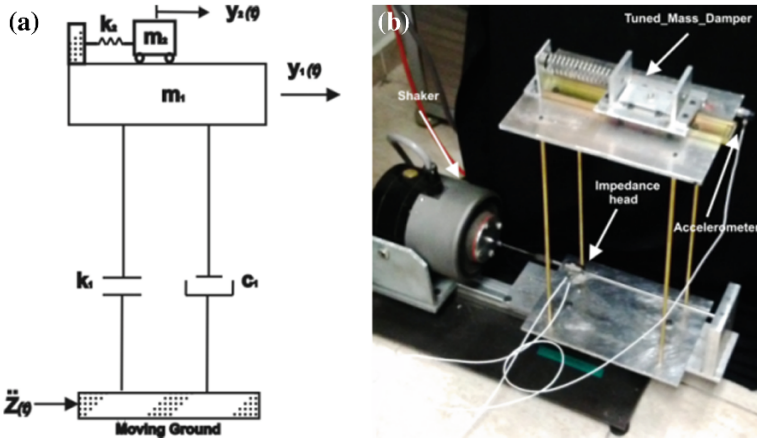 (a)
k₂
m₂
y₂(t)
m₁
y₁(t)
k₁
c₁
Z̈(t)
Moving Ground
(b)
Tuned_Mass_Damper
Shaker
Impedance
head
Accelerometer